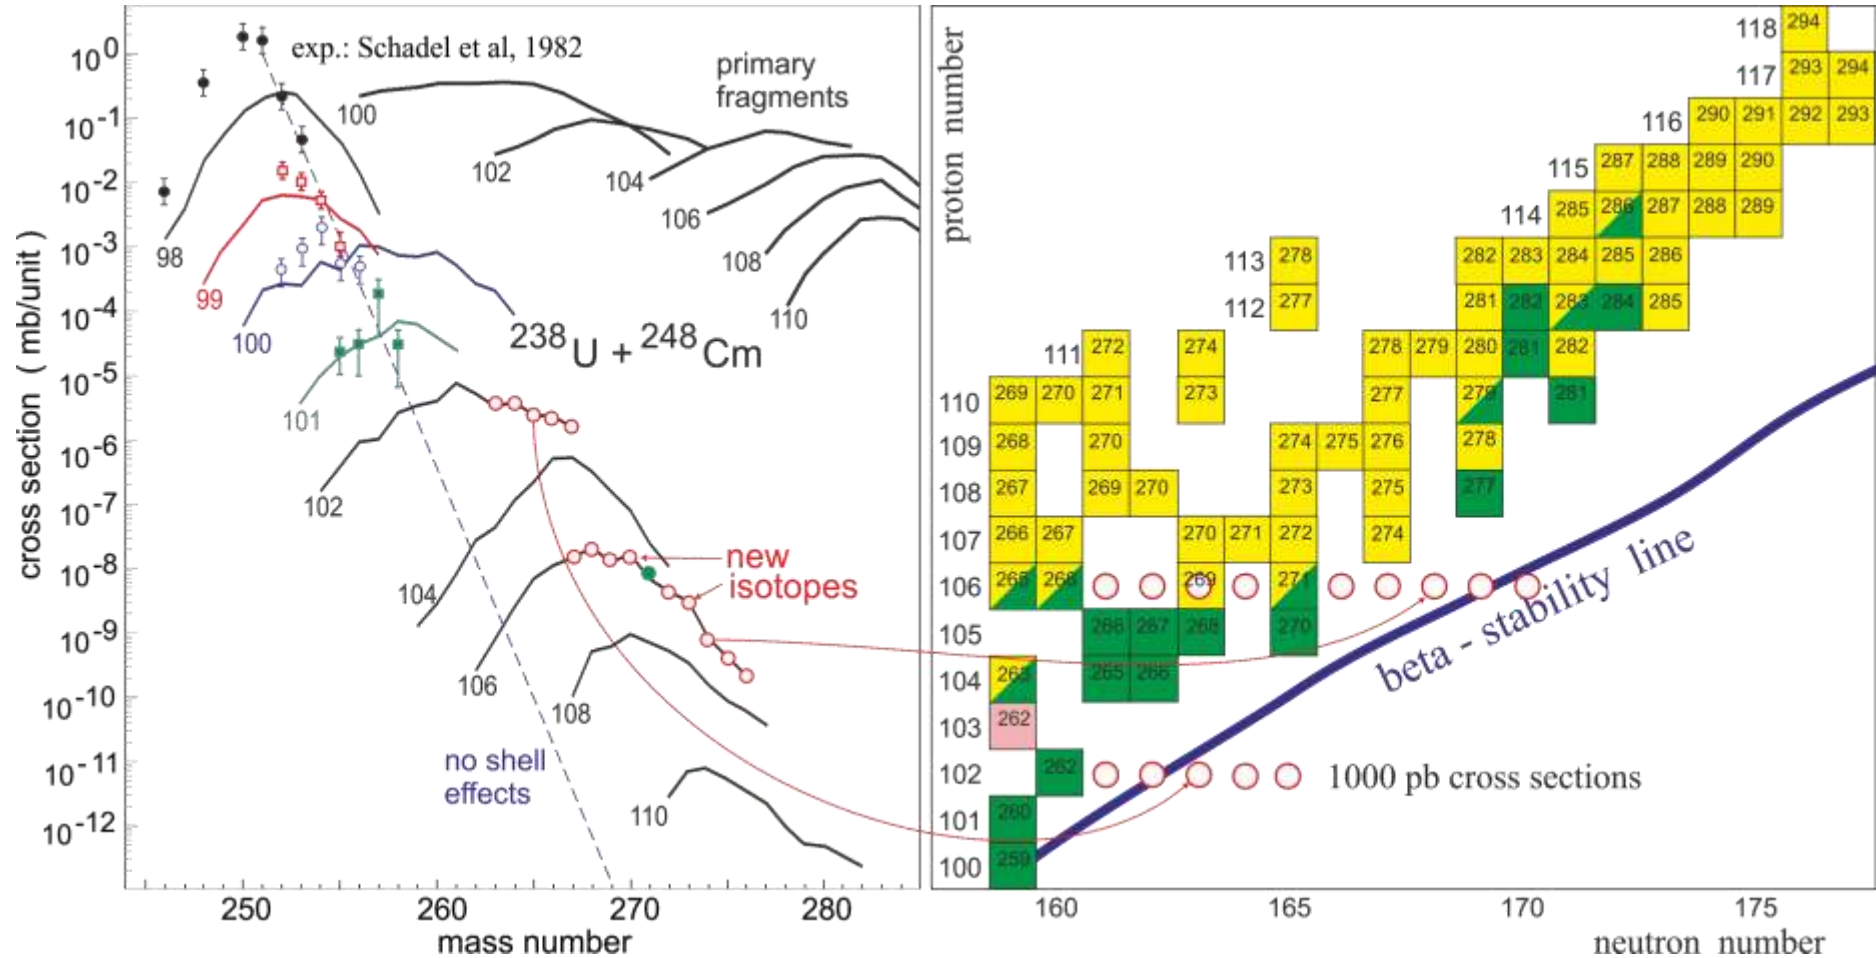 exp.: Schadel et al, 1982
primary
fragments
10^0
10^-1
10^-2
10^-3
10^-4
10^-5
10^-6
10^-7
10^-8
10^-9
10^-10
10^-11
10^-12
cross section ( mb/unit )
98
99
100
101
102
104
106
108
110
100
102
104
106
108
110
238U + 248Cm
new
isotopes
no shell
effects
250 260 270 280
mass number
proton number
118 294
117 293 294
116 290 291 292 293
115 287 288 289 290
114 285 286 287 288 289
113 278 282 283 284 285 286
112 277 281 282 283 284 285
111 272 274 278 279 280 281 282
110 269 270 271 273 277 279 281
109 268 270 274 275 276 278
108 267 269 270 273 275 277
107 266 267 270 271 272 274
106 265 266 269 271
105 266 267 268 270
104 263 265 266
103 262
102 262
101 260
100 259
beta - stability line
1000 pb cross sections
160 165 170 175
neutron number